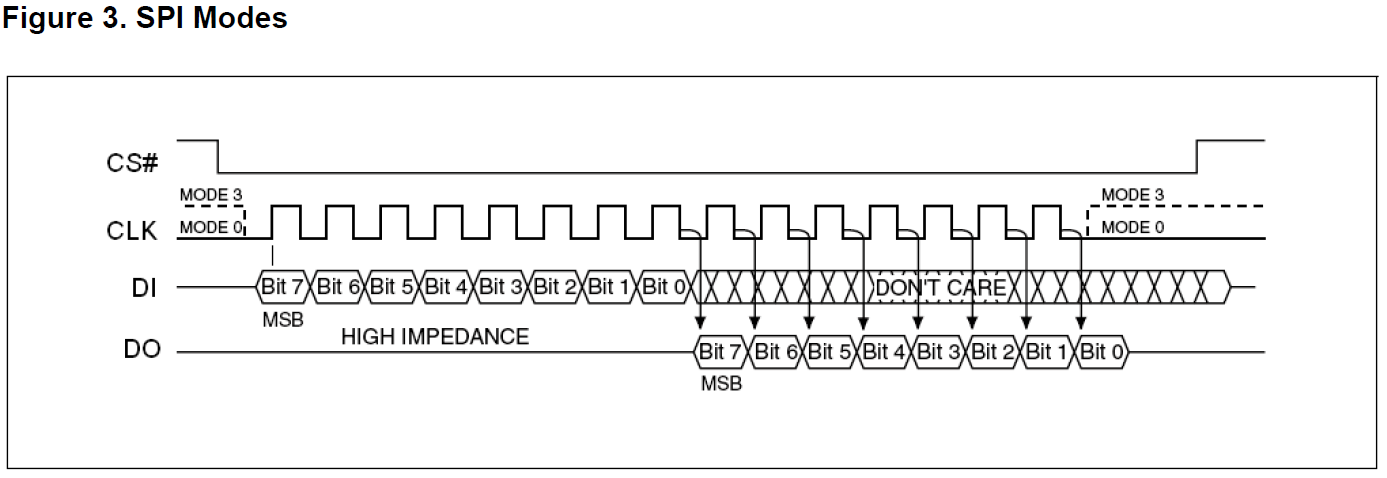 Figure 3. SPI Modes
CS#
MODE 3
MODE 3
CLK
MODE 0
MODE 0
DI
Bit 7 Bit 6 Bit 5 Bit 4 Bit 3 Bit 2 Bit 1 Bit 0
DON'T CARE
MSB
HIGH IMPEDANCE
DO
Bit 7 Bit 6 Bit 5 Bit 4 Bit 3 Bit 2 Bit 1 Bit 0
MSB